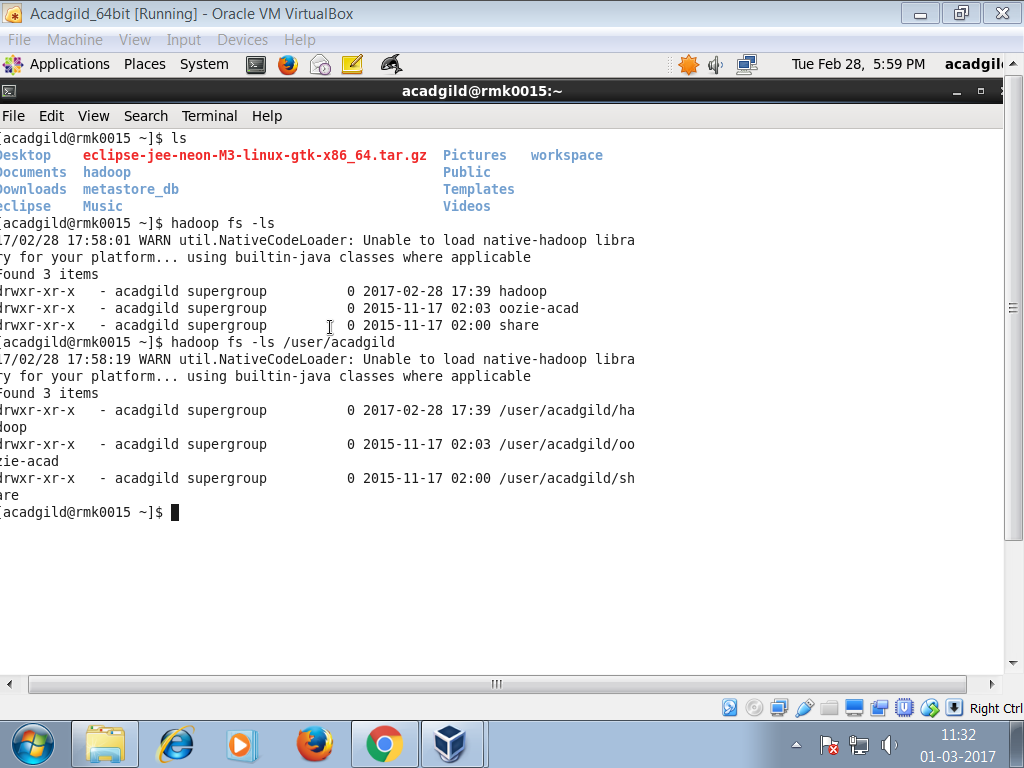 Acadgild_64bit [Running] - Oracle VM VirtualBox
File Machine View Input Devices Help
Applications Places System Tue Feb 28, 5:59 PM acadgil
acadgild@rmk0015:~
File Edit View Search Terminal Help
[acadgild@rmk0015 ~]$ ls
Desktop eclipse-jee-neon-M3-linux-gtk-x86_64.tar.gz Pictures workspace
Documents hadoop Public
Downloads metastore_db Templates
eclipse Music Videos
[acadgild@rmk0015 ~]$ hadoop fs -ls
17/02/28 17:58:01 WARN util.NativeCodeLoader: Unable to load native-hadoop libra
ry for your platform... using builtin-java classes where applicable
Found 3 items
drwxr-xr-x - acadgild supergroup 0 2017-02-28 17:39 hadoop
drwxr-xr-x - acadgild supergroup 0 2015-11-17 02:03 oozie-acad
drwxr-xr-x - acadgild supergroup 0 2015-11-17 02:00 share
[acadgild@rmk0015 ~]$ hadoop fs -ls /user/acadgild
17/02/28 17:58:19 WARN util.NativeCodeLoader: Unable to load native-hadoop libra
ry for your platform... using builtin-java classes where applicable
Found 3 items
drwxr-xr-x - acadgild supergroup 0 2017-02-28 17:39 /user/acadgild/ha
doop
drwxr-xr-x - acadgild supergroup 0 2015-11-17 02:03 /user/acadgild/oo
zie-acad
drwxr-xr-x - acadgild supergroup 0 2015-11-17 02:00 /user/acadgild/sh
are
[acadgild@rmk0015 ~]$
Right Ctrl
11:32
01-03-2017